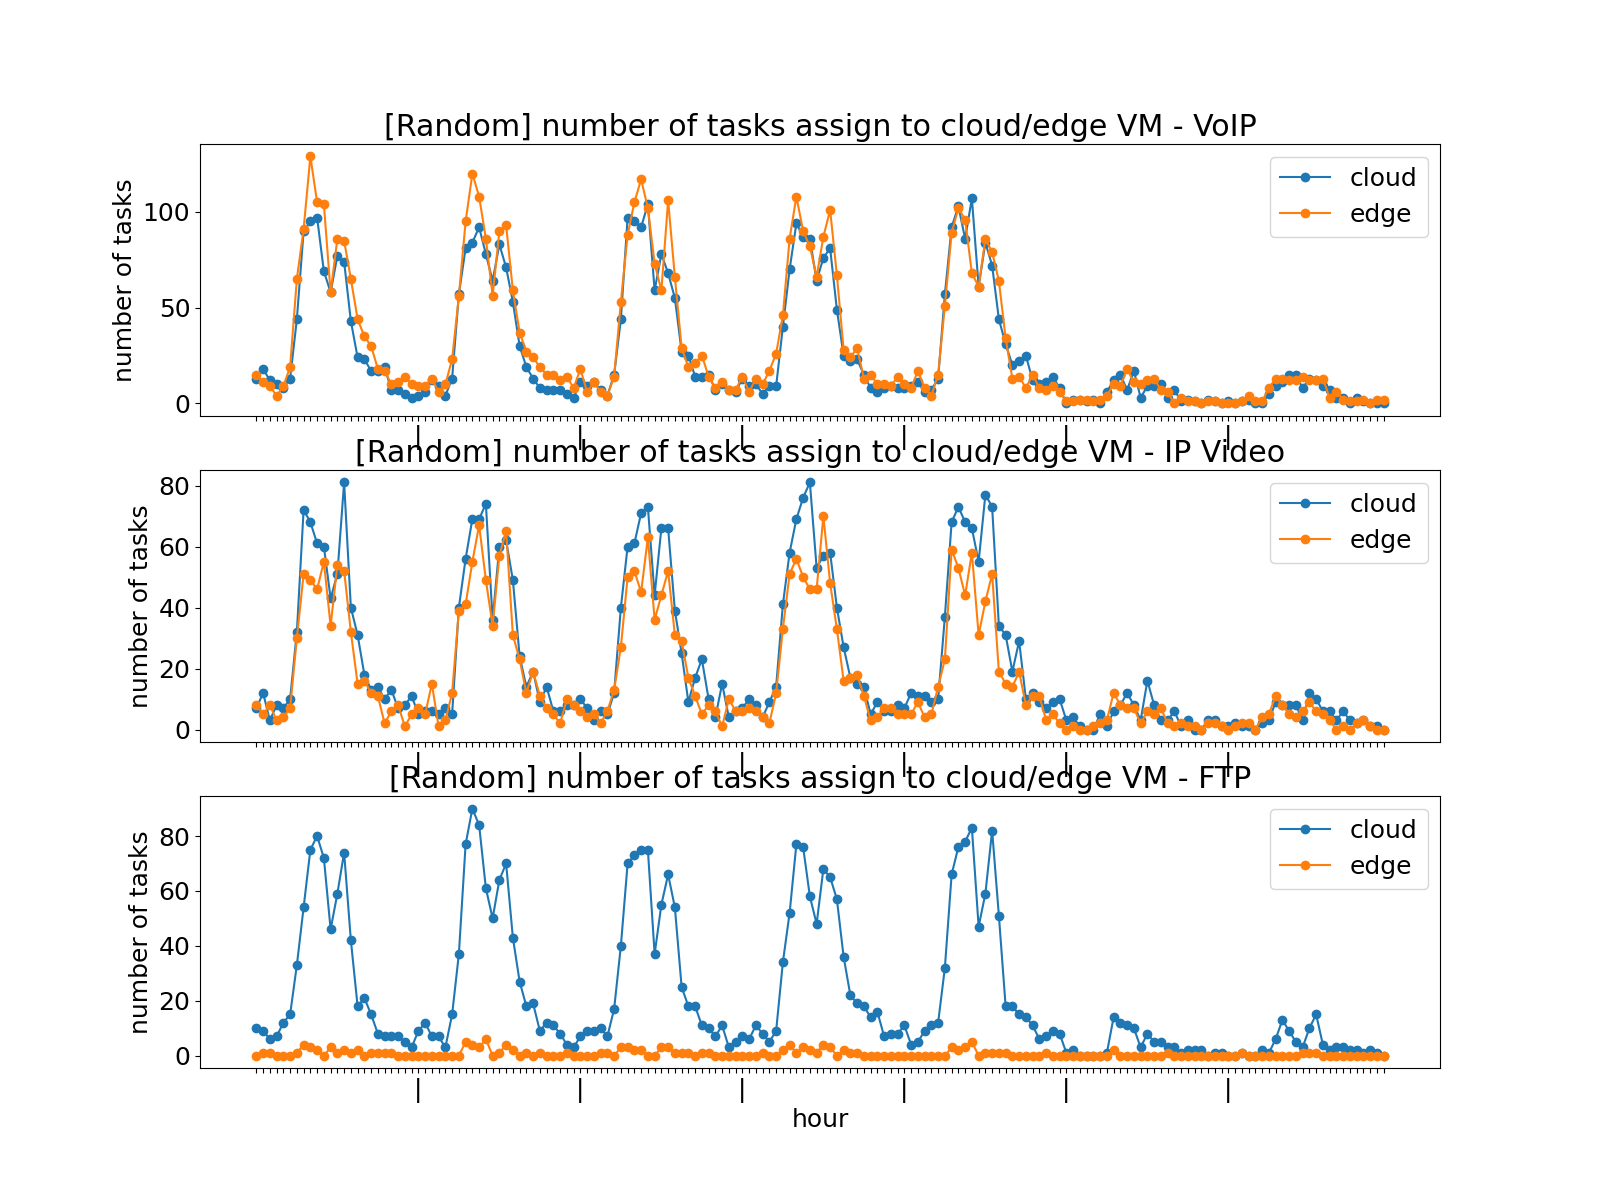 [Random] number of tasks assign to cloud/edge VM - VoIP
number of tasks
100
50
0
cloud
edge
[Random] number of tasks assign to cloud/edge VM - IP Video
number of tasks
80
60
40
20
0
cloud
edge
[Random] number of tasks assign to cloud/edge VM - FTP
number of tasks
80
60
40
20
0
cloud
edge
hour